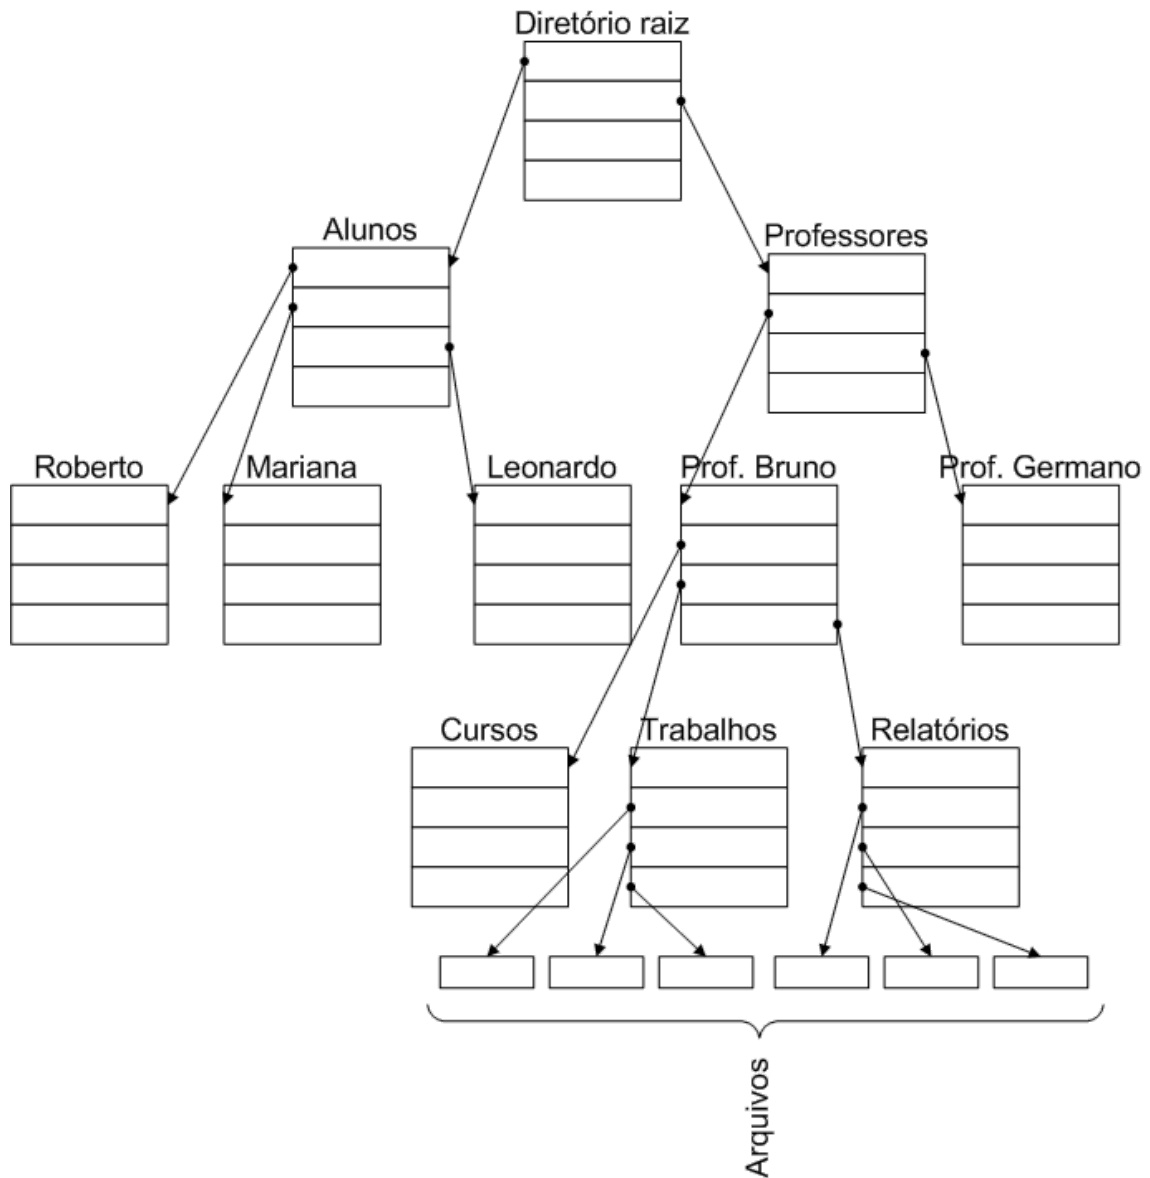 Diretório raiz
Alunos
Professores
Roberto
Mariana
Leonardo
Prof. Bruno
Prof. Germano
Cursos
Trabalhos
Relatórios
Arquivos